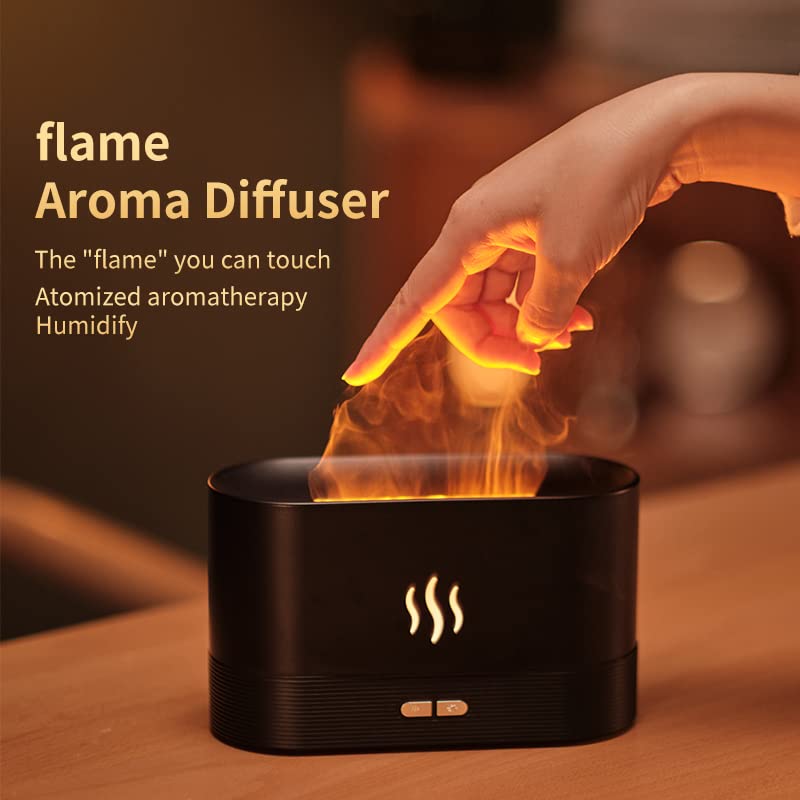 flame
Aroma Diffuser
The "flame" you can touch
Atomized aromatherapy
Humidify